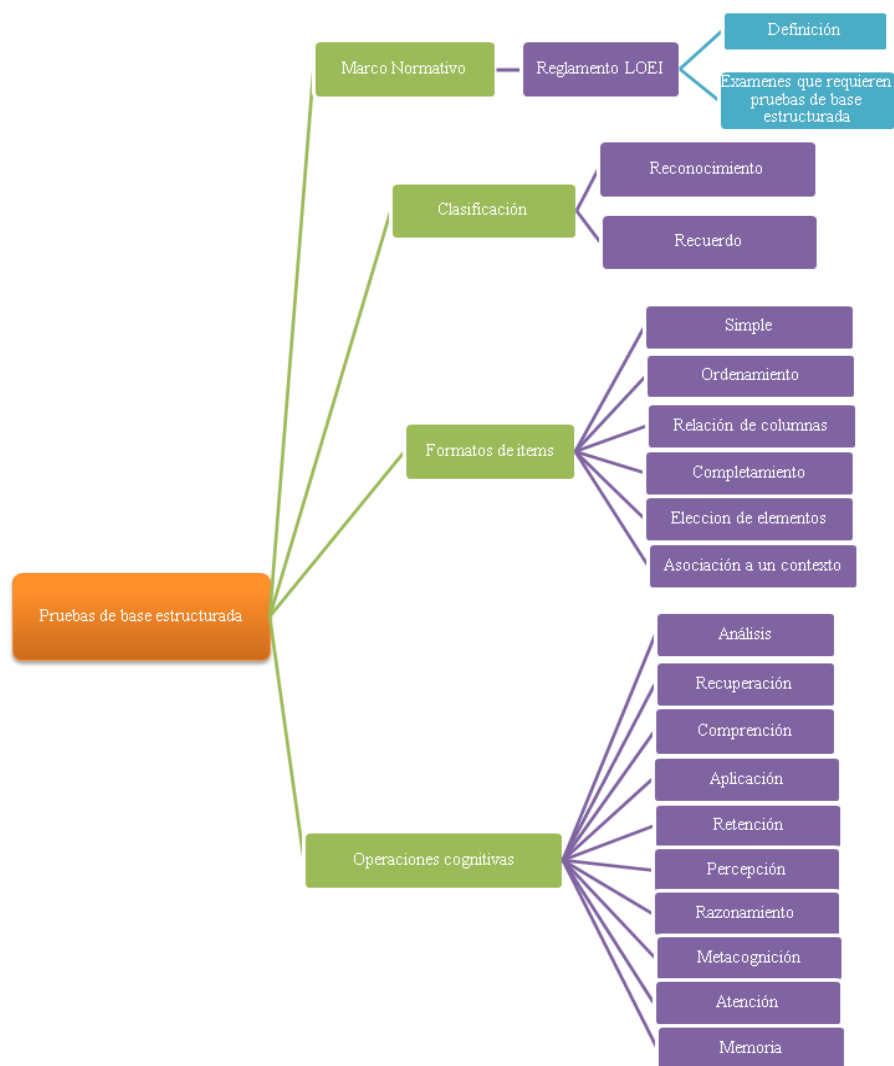 Definición
Marco Normativo
Reglamento LOEI
Examenes que requieren
pruebas de base
estructurada
Reconocimiento
Clasificación
Recuerdo
Simple
Ordenamiento
Relación de columnas
Formatos de items
Completamiento
Eleccion de elementos
Asociación a un contexto
Pruebas de base estructurada
Análisis
Recuperación
Comprención
Aplicación
Retención
Operaciones cognitivas
Percepción
Razonamiento
Metacognición
Atención
Memoria